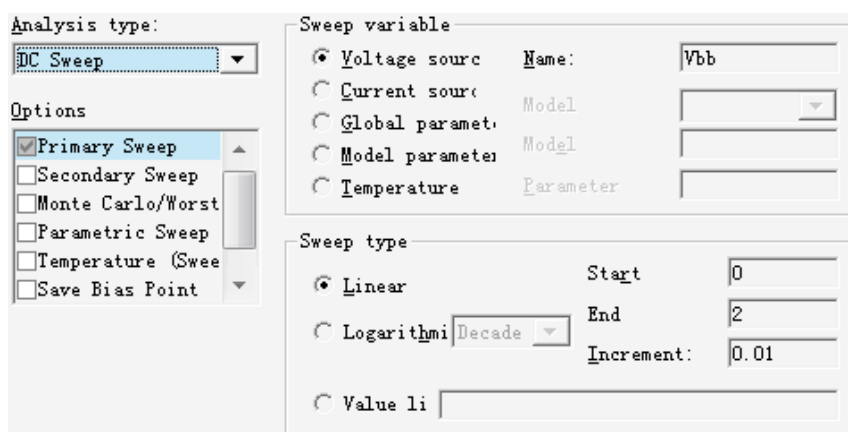 Analysis type:
DC Sweep
Options
Primary Sweep
Secondary Sweep
Monte Carlo/Worst
Parametric Sweep
Temperature (Swee
Save Bias Point
Sweep variable
Voltage sourc
Name:
Vbb
Current sourc
Model
Global paramet
Model parameter
Model
Temperature
Parameter
Sweep type
Linear
Start
0
End
2
Logarithmi
Decade
Increment:
0.01
Value li